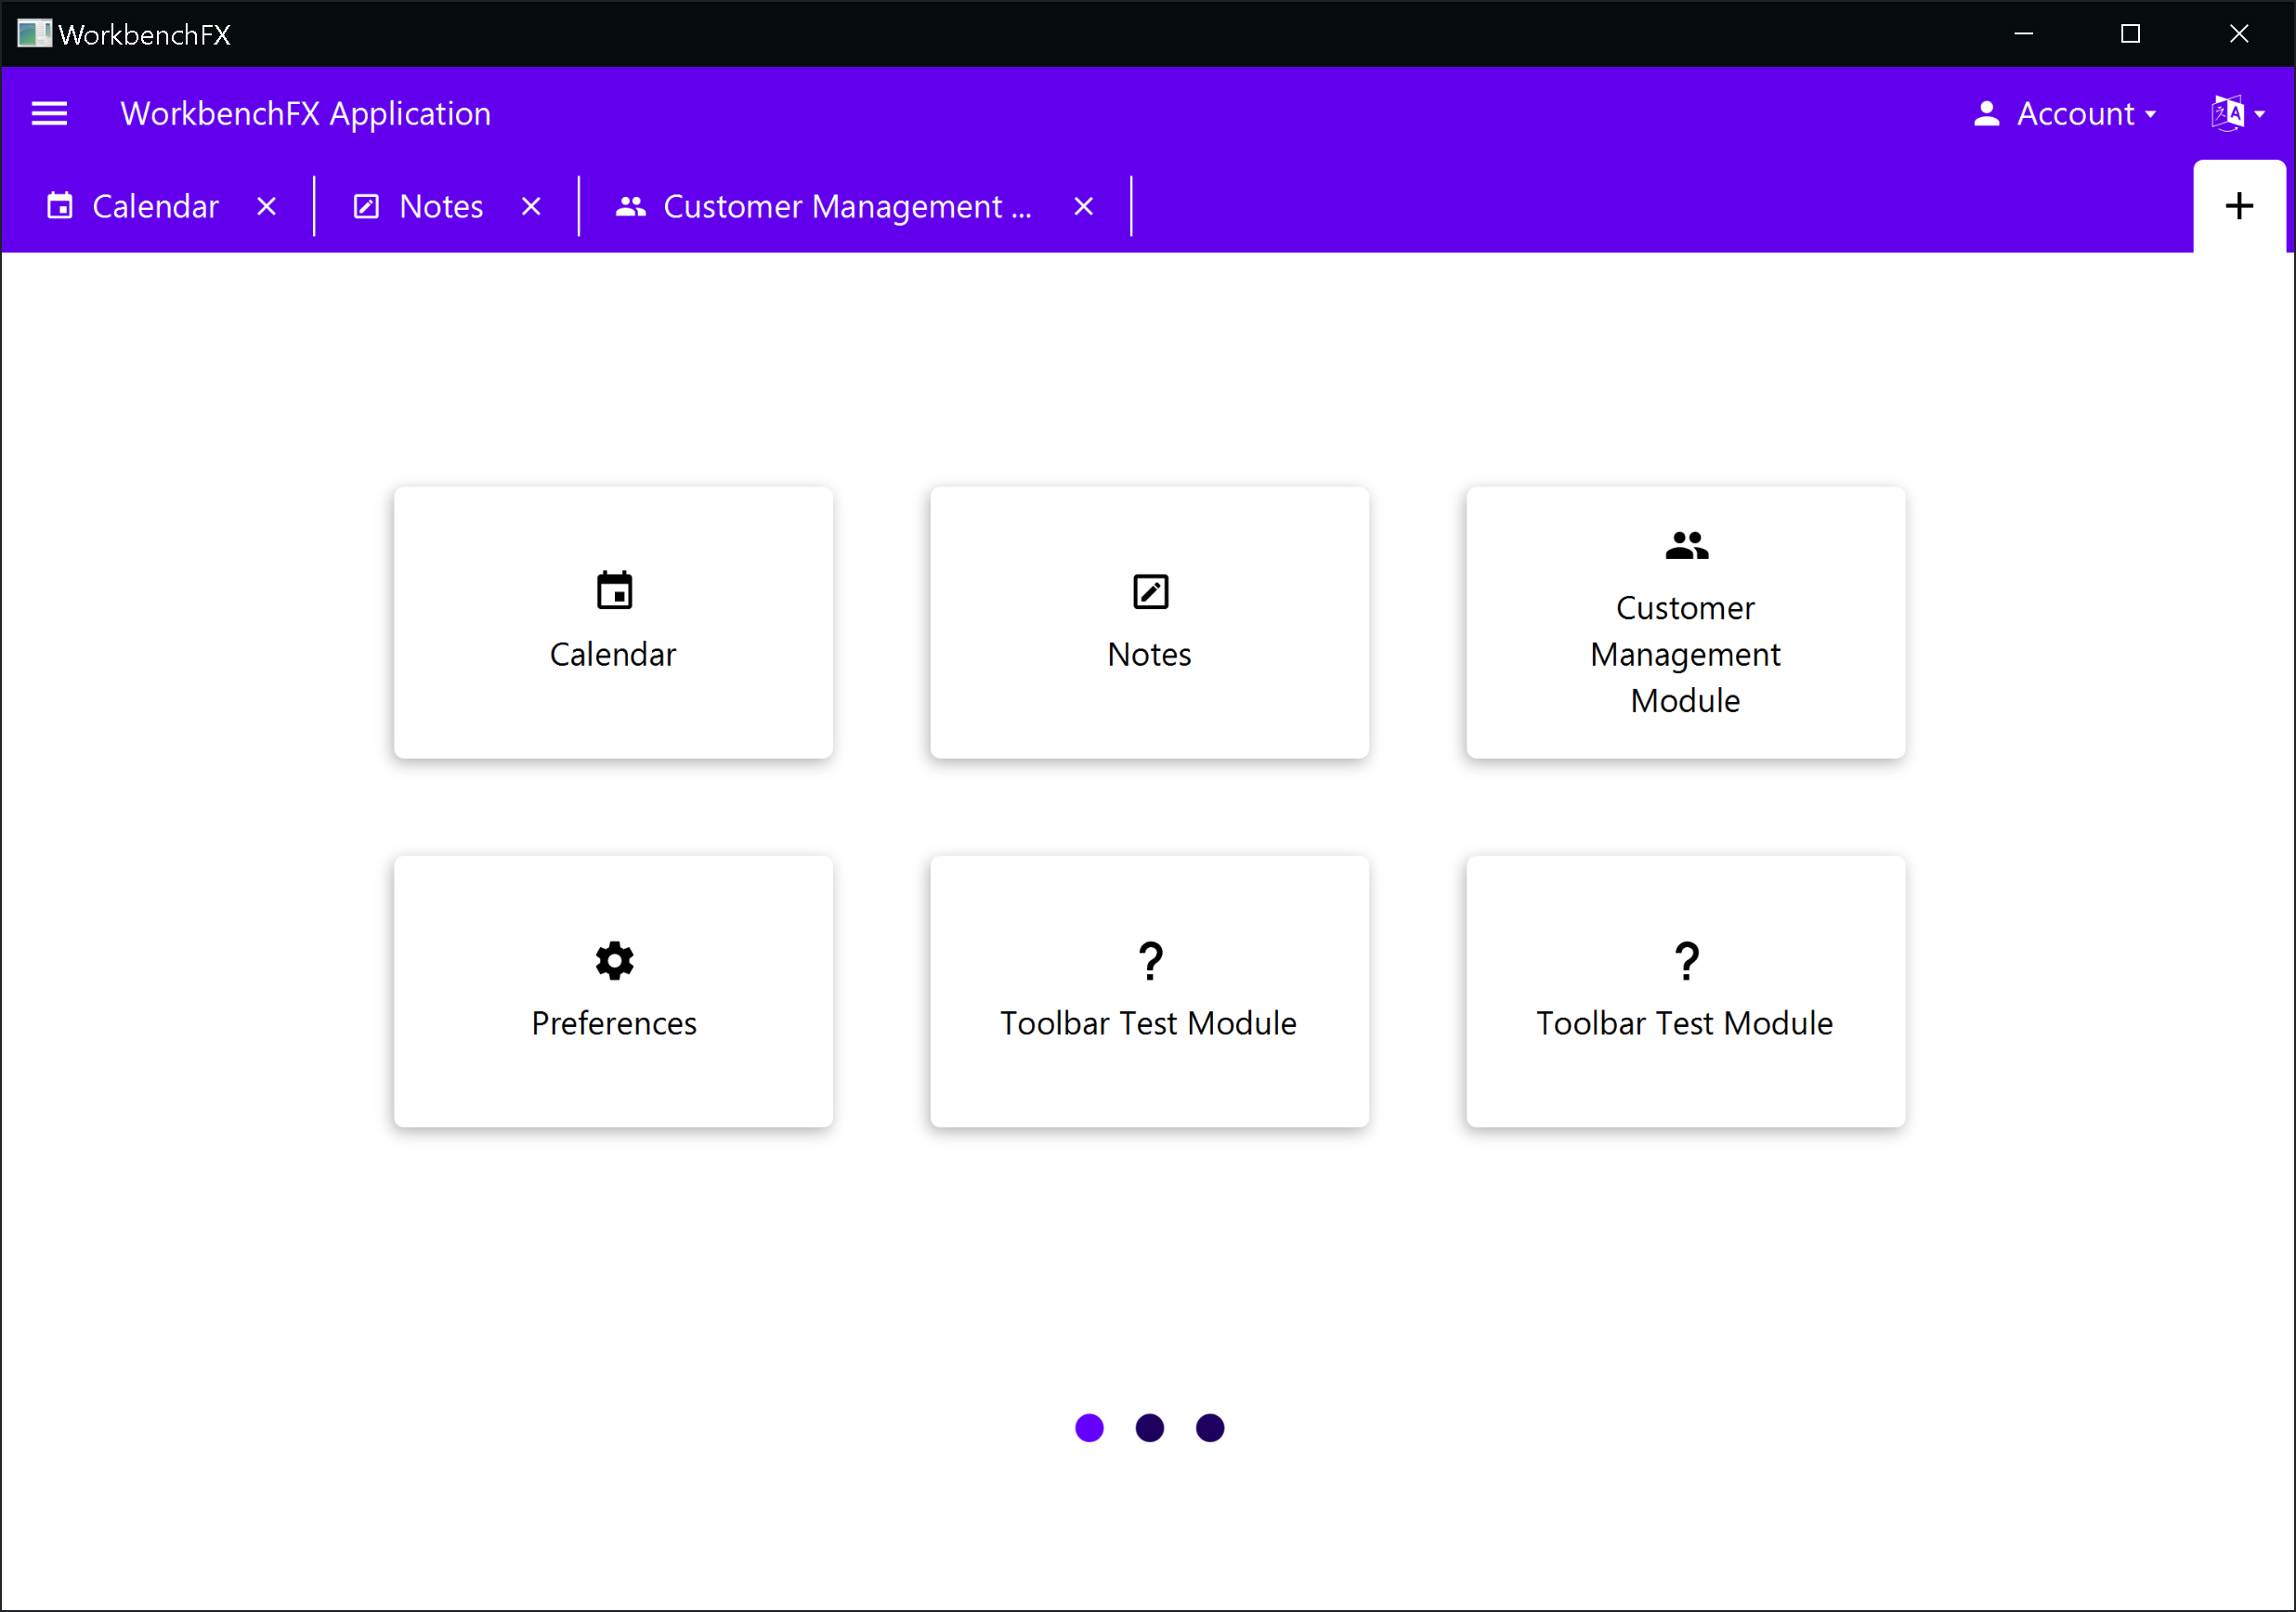 WorkbenchFX
WorkbenchFX Application
Account
Calendar
Notes
Customer Management ...
Calendar
Notes
Customer
Management
Module
Preferences
Toolbar Test Module
Toolbar Test Module